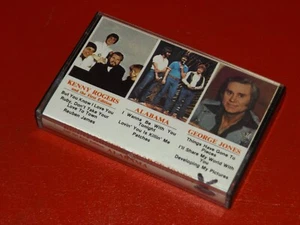 KENNY ROGERS
and the First Edition
But You Know I Love You
Ruby, Don't Take Your
Love To Town
Reuben James
ALABAMA
I Wanna Be With You
Tonight
Lovin' You Is Killin' Me
Patches
GEORGE JONES
Things Have Gone To
Pieces
I'll Share My World With
You
Developing My Pictures